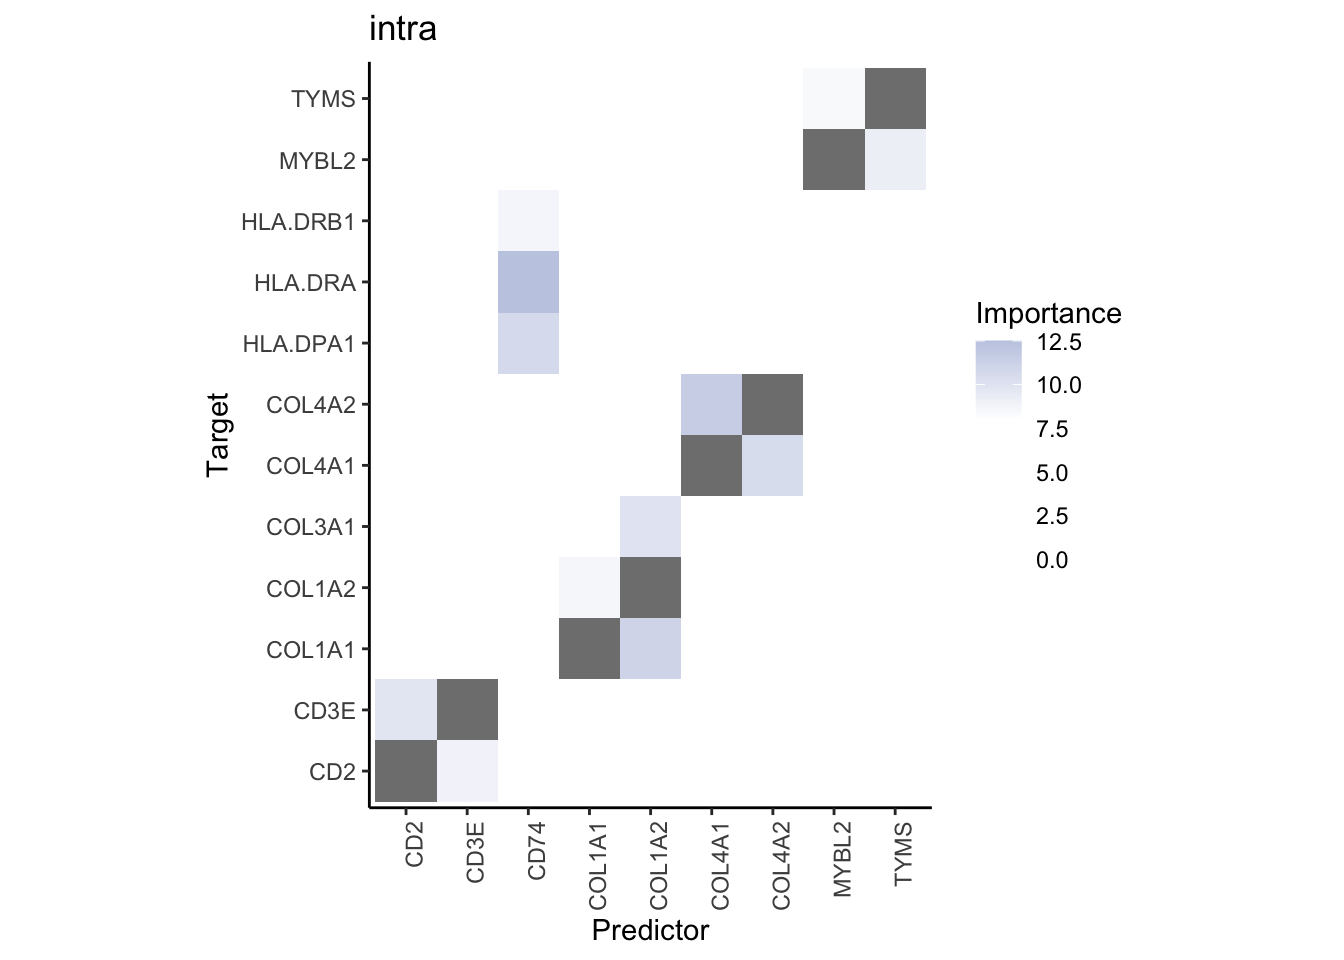 intra
TYMS
MYBL2
HLA.DRB1
HLA.DRA
HLA.DPA1
COL4A2
COL4A1
COL3A1
COL1A2
COL1A1
CD3E
CD2
Target
CD2
CD3E
CD74
COL1A1
COL1A2
COL4A1
COL4A2
MYBL2
TYMS
Predictor
Importance
12.5
10.0
7.5
5.0
2.5
0.0